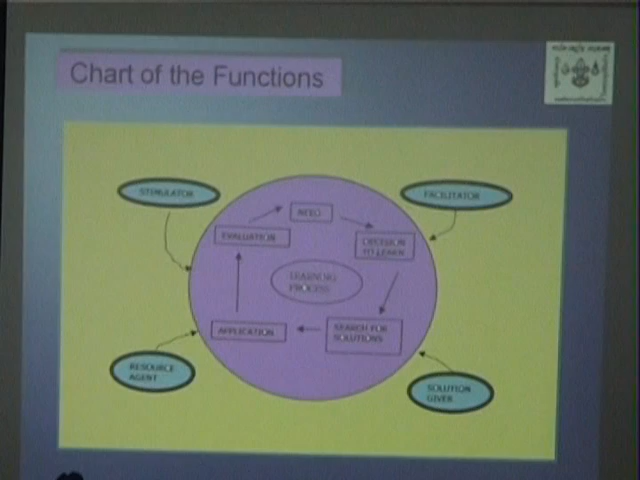 Chart of the Functions
STIMULATOR
FACILITATOR
NEED
EVALUATION
DECISION
TO LEARN
LEARNING
PROCESS
APPLICATION
SEARCH FOR
SOLUTIONS
RESOURCE
AGENT
SOLUTION
GIVER